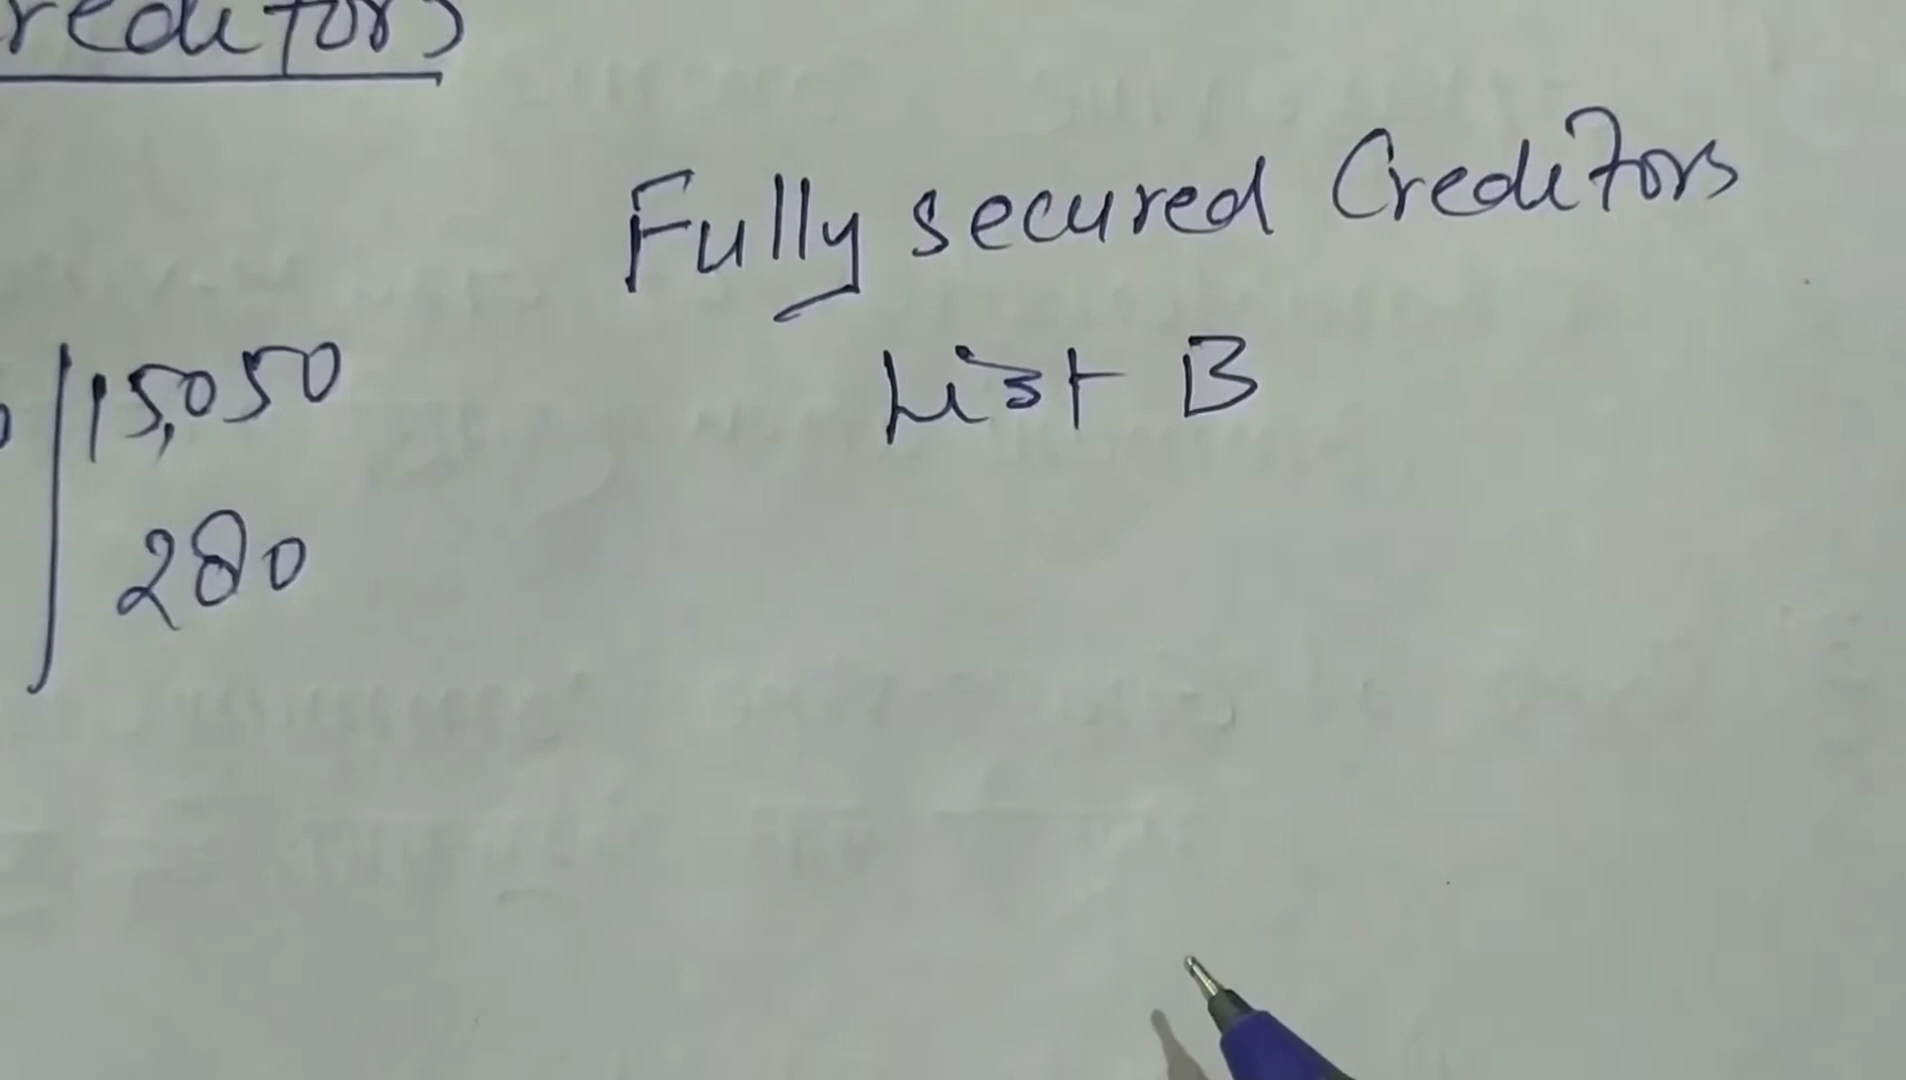 reditors
Fully secured Creditors
List B
15,050
280